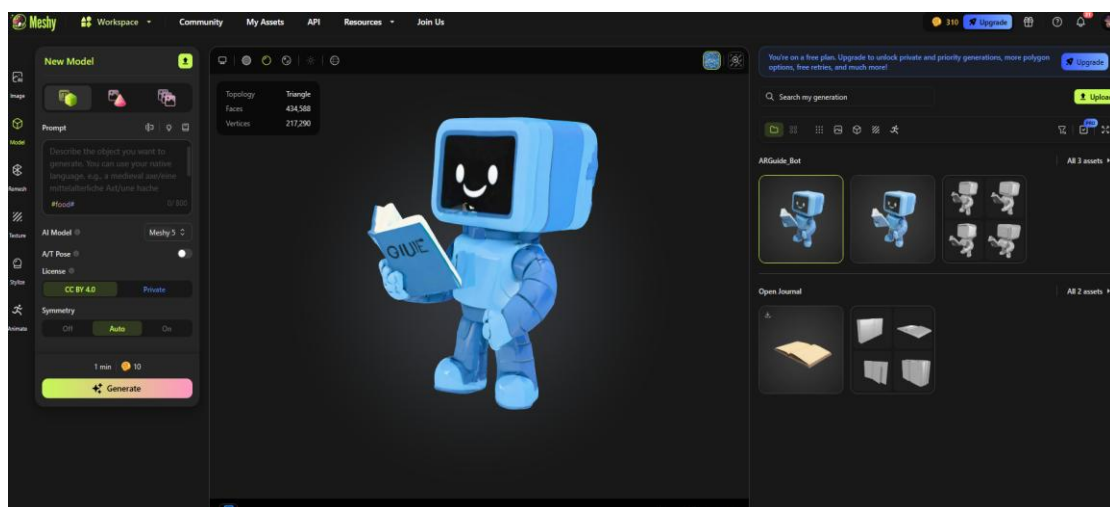 Meshy
Workspace
Community
My Assets
API
Resources
Join Us
310
Upgrade
New Model
Image
Model
Remesh
Texture
Stylize
Animate
Prompt
Describe the object you want to
generate. You can use your native
language, e.g., a medieval axe/eine
mittelalterliche Axt/une hache
#food#
0/800
AI Model
Meshy 5
A/T Pose
License
CC BY 4.0
Private
Symmetry
Off
Auto
On
1 min
10
Generate
Topology Triangle
Faces 434,588
Vertices 217,290
GIUIE
You're on a free plan. Upgrade to unlock private and priority generations, more polygon
options, free retries, and much more!
Upgrade
Search my generation
Upload
PRO
ARGuide_Bot
All 3 assets
Open Journal
All 2 assets